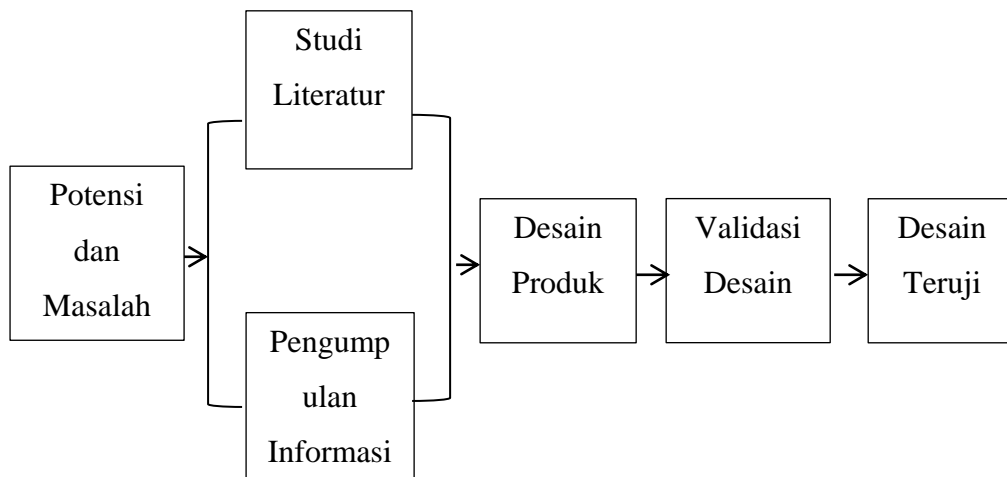 Potensi
dan
Masalah
Studi
Literatur
Pengump
ulan
Informasi
Desain
Produk
Validasi
Desain
Desain
Teruji